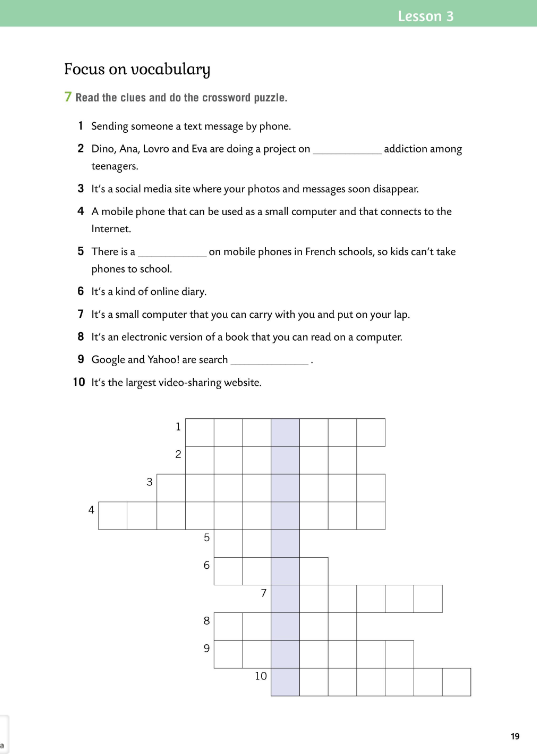 Lesson 3
Focus on vocabulary
7 Read the clues and do the crossword puzzle.
1 Sending someone a text message by phone.
2 Dino, Ana, Lovro and Eva are doing a project on ____________ addiction among
teenagers.
3 It's a social media site where your photos and messages soon disappear.
4 A mobile phone that can be used as a small computer and that connects to the
Internet.
5 There is a ____________ on mobile phones in French schools, so kids can't take
phones to school.
6 It's a kind of online diary.
7 It's a small computer that you can carry with you and put on your lap.
8 It's an electronic version of a book that you can read on a computer.
9 Google and Yahoo! are search ______________ .
10 It's the largest video-sharing website.
1
2
3
4
5
6
7
8
9
10
19
a